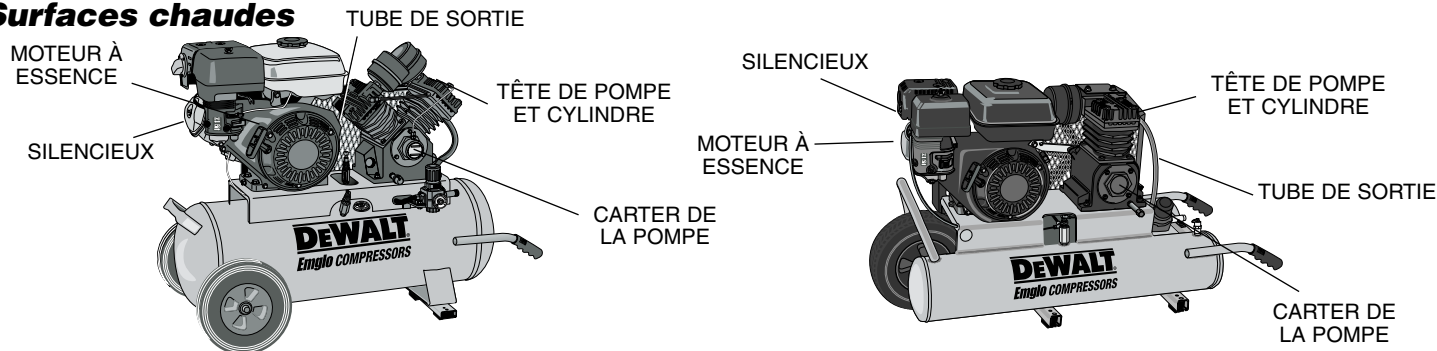 Surfaces chaudes
TUBE DE SORTIE
MOTEUR À
ESSENCE
SILENCIEUX
TÊTE DE POMPE
ET CYLINDRE
CARTER DE
LA POMPE
DEWALT
Emglo COMPRESSORS
SILENCIEUX
MOTEUR À
ESSENCE
TÊTE DE POMPE
ET CYLINDRE
TUBE DE SORTIE
CARTER DE
LA POMPE
DEWALT
Emglo COMPRESSORS